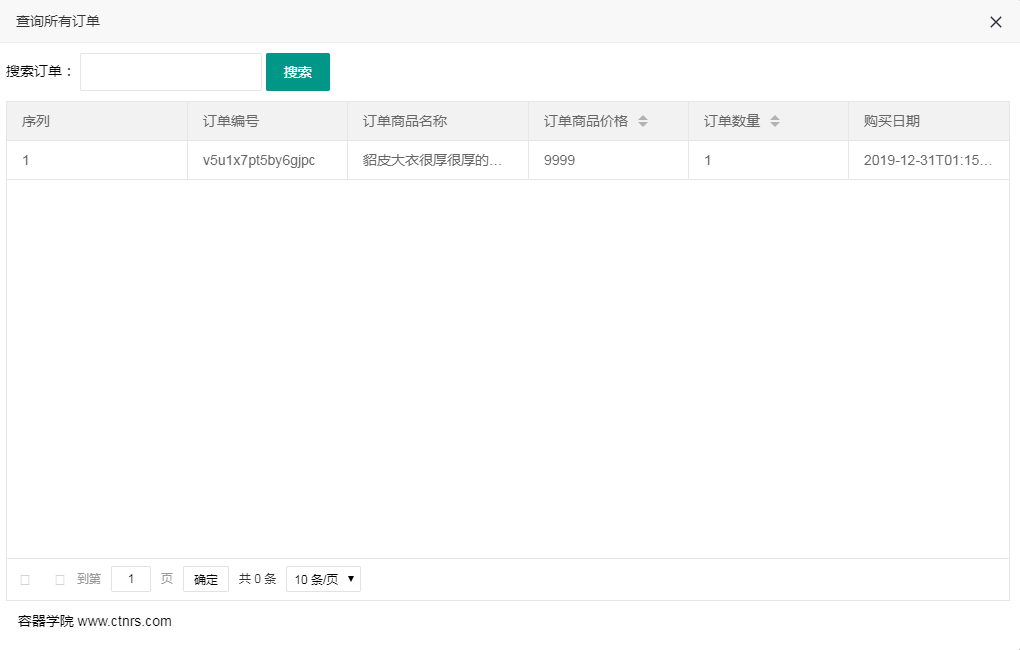 查询所有订单
搜索订单： 搜索
序列 订单编号 订单商品名称 订单商品价格 订单数量 购买日期
1 v5u1x7pt5by6gjpc 貂皮大衣很厚很厚的... 9999 1 2019-12-31T01:15...
到第 1 页 确定 共 0 条 10 条/页
容器学院 www.ctnrs.com